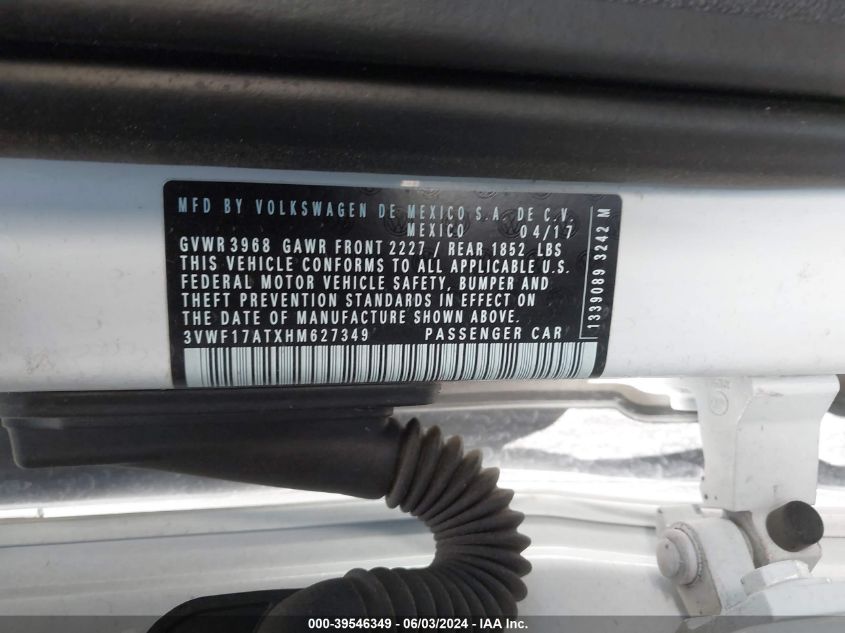 MFD BY VOLKSWAGEN DE MEXICO S.A. DE C.V.
MEXICO 04/17
GVWR 3968 GAWR FRONT 2227 / REAR 1852 LBS
THIS VEHICLE CONFORMS TO ALL APPLICABLE U.S.
FEDERAL MOTOR VEHICLE SAFETY, BUMPER AND
THEFT PREVENTION STANDARDS IN EFFECT ON
THE DATE OF MANUFACTURE SHOWN ABOVE.
3VWF17ATXHM627349 PASSENGER CAR
1339089 3242 M
000-39546349 - 06/03/2024 - IAA Inc.